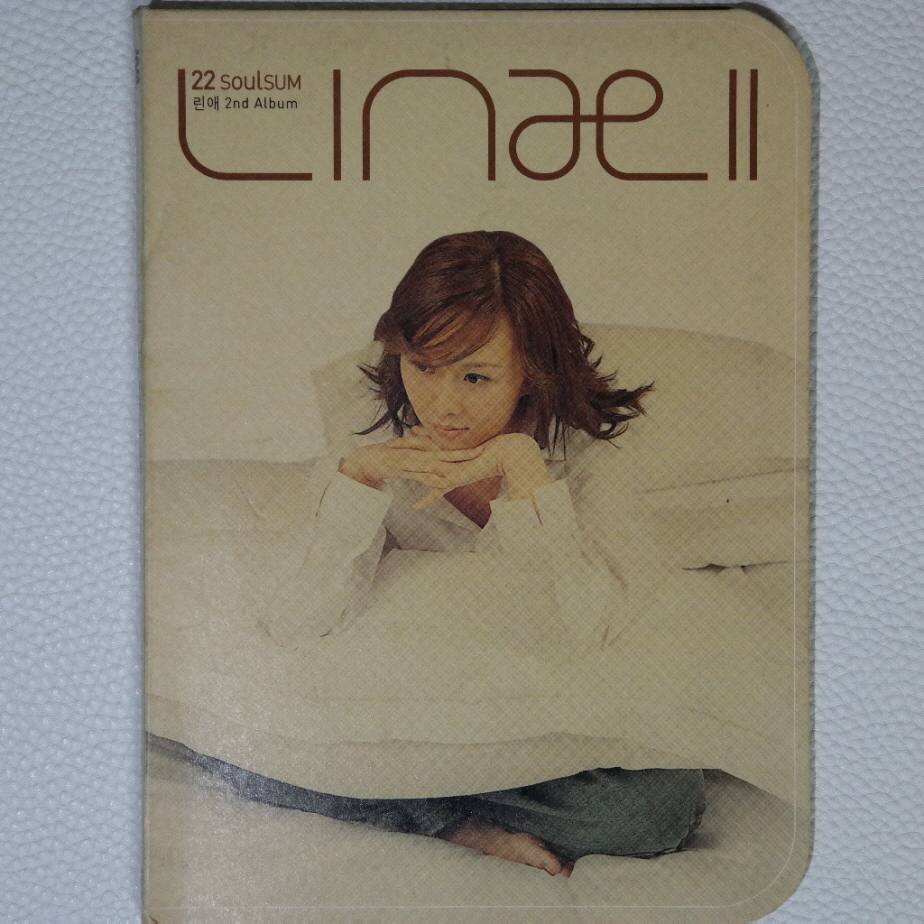 22 soulSUM
린애 2nd Album
Linae II